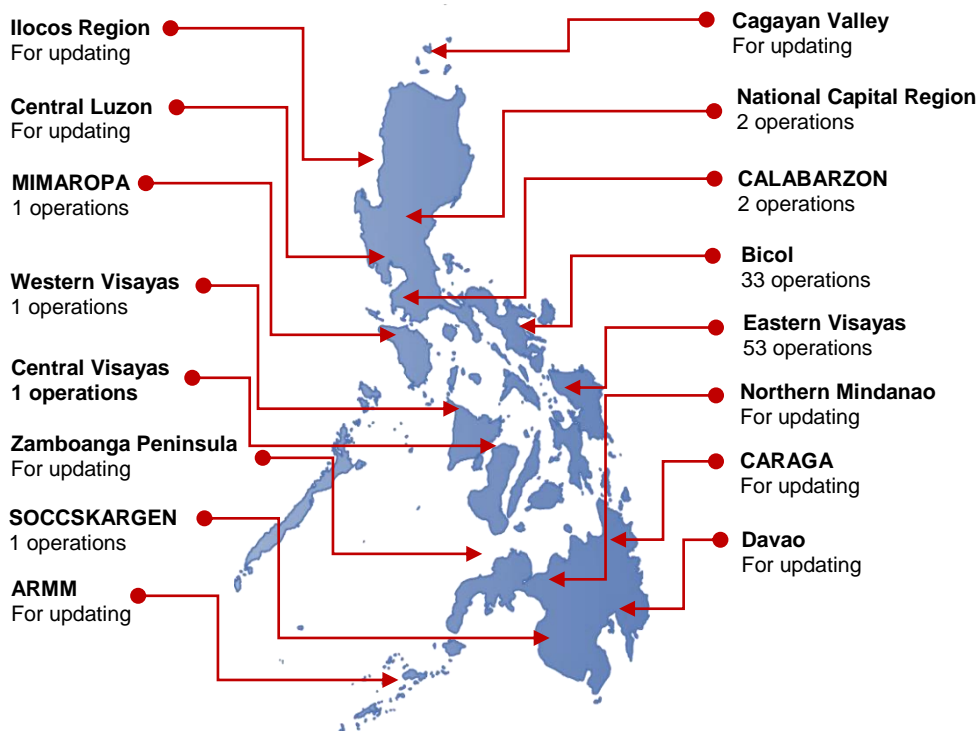 Ilocos Region
For updating
Central Luzon
For updating
MIMAROPA
1 operations
Western Visayas
1 operations
Central Visayas
1 operations
Zamboanga Peninsula
For updating
SOCCSKARGEN
1 operations
ARMM
For updating
Cagayan Valley
For updating
National Capital Region
2 operations
CALABARZON
2 operations
Bicol
33 operations
Eastern Visayas
53 operations
Northern Mindanao
For updating
CARAGA
For updating
Davao
For updating